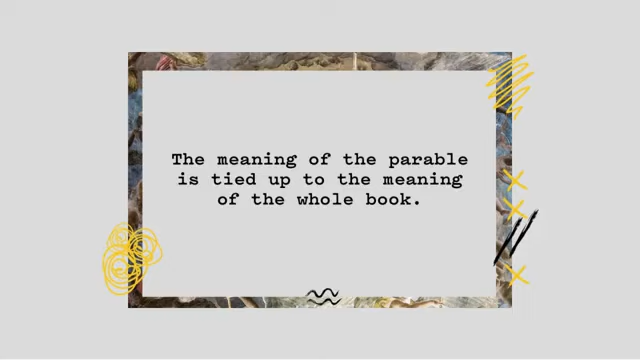 The meaning of the parable
is tied up to the meaning
of the whole book.